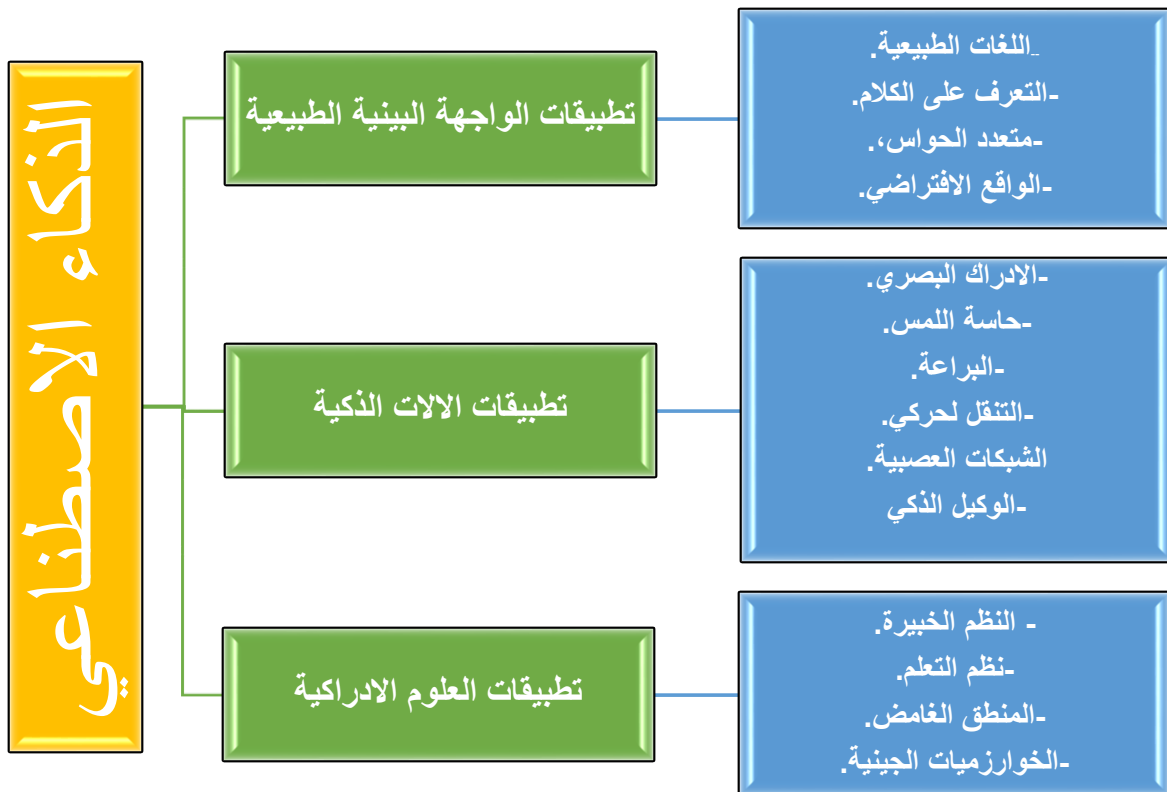 الذكاء الاصطناعي
تطبيقات الواجهة البينية الطبيعية
-اللغات الطبيعية.
-التعرف على الكلام.
-متعدد الحواس،.
-الواقع الافتراضي.
تطبيقات الالات الذكية
-الادراك البصري.
-حاسة اللمس.
-البراعة.
-التنقل لحركي.
الشبكات العصبية.
-الوكيل الذكي
تطبيقات العلوم الادراكية
- النظم الخبيرة.
-نظم التعلم.
-المنطق الغامض.
-الخوارزميات الجينية.